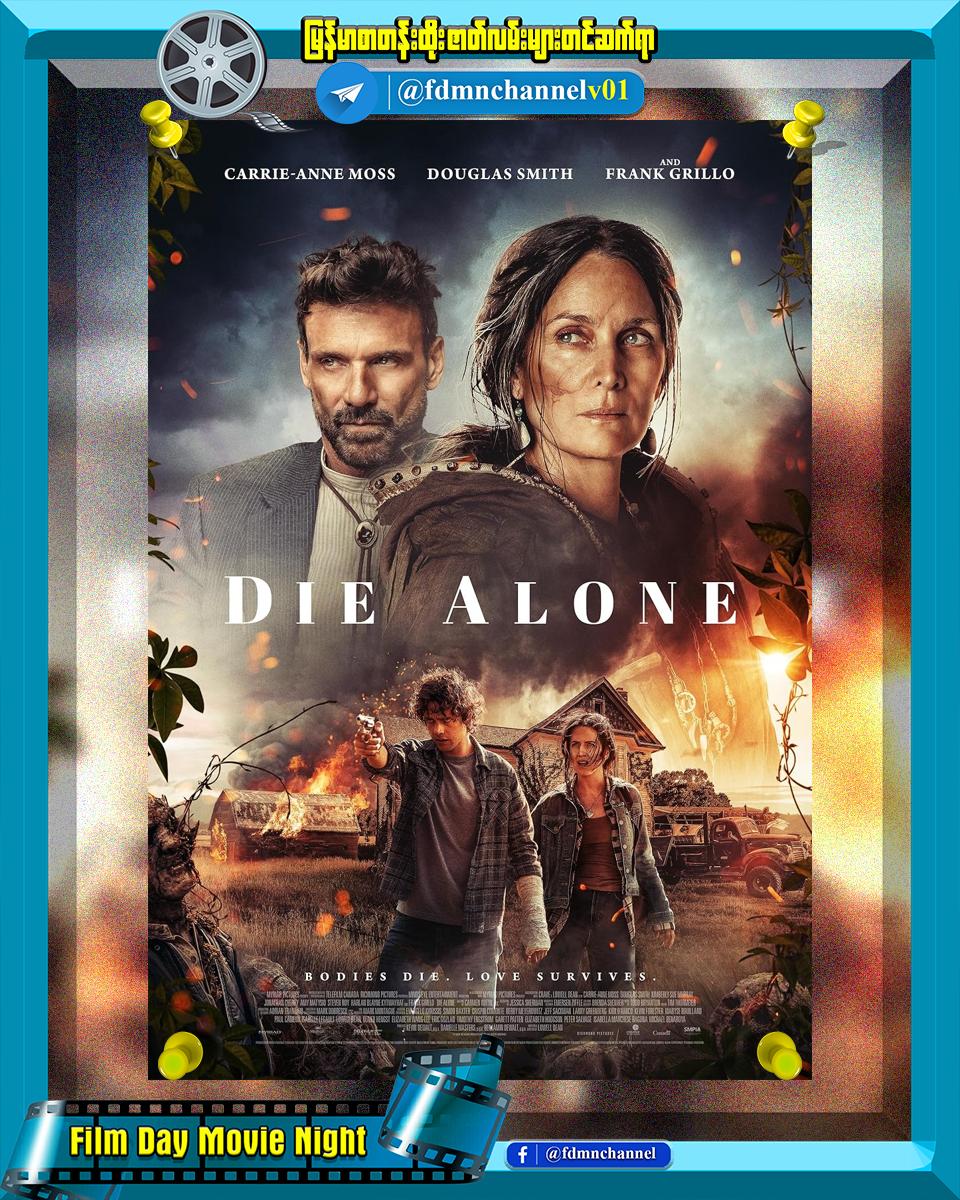 မြန်မာစာတန်းထိုးဇာတ်လမ်းများတင်ဆက်ရာ
@fdmnchannelv01
CARRIE-ANNE MOSS DOUGLAS SMITH AND FRANK GRILLO
DIE ALONE
BODIES DIE. LOVE SURVIVES.
Film Day Movie Night
@fdmnchannel